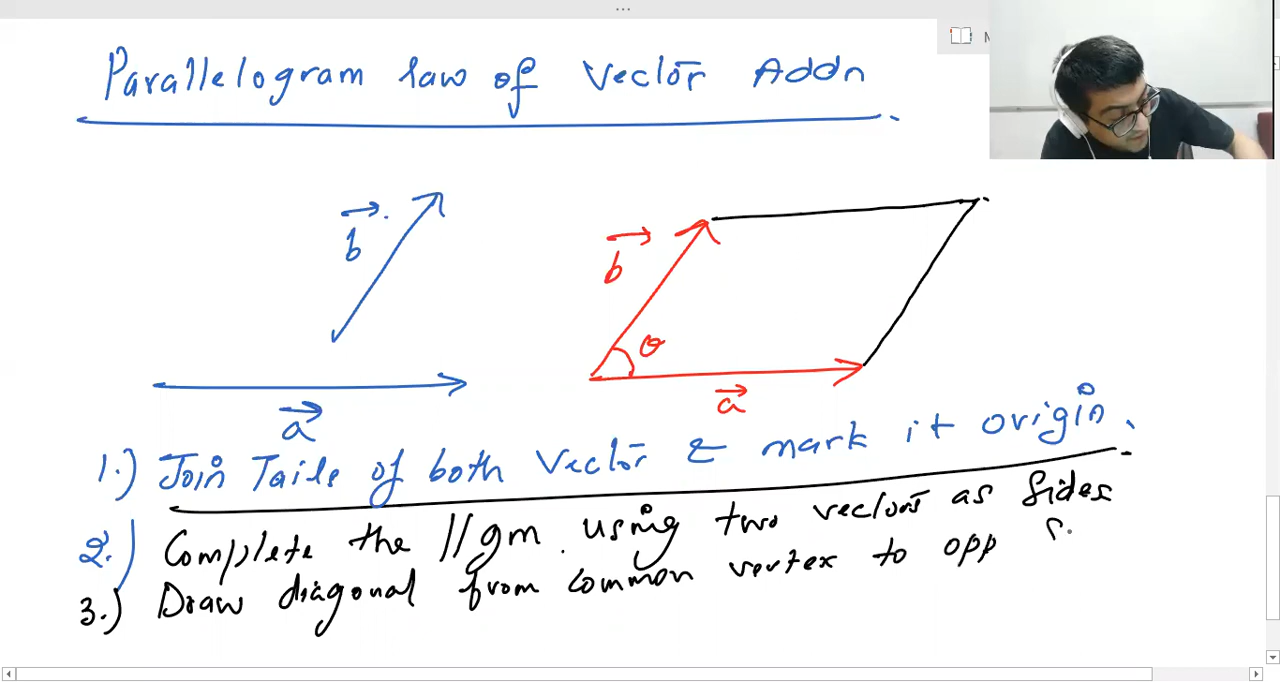 Parallelogram law of Vector Addn
b
b
θ
a
a
1.) Join Tails of both Vector & mark it origin.
2.) Complete the //gm. using two vectors as sides
3.) Draw diagonal from common vertex to opp